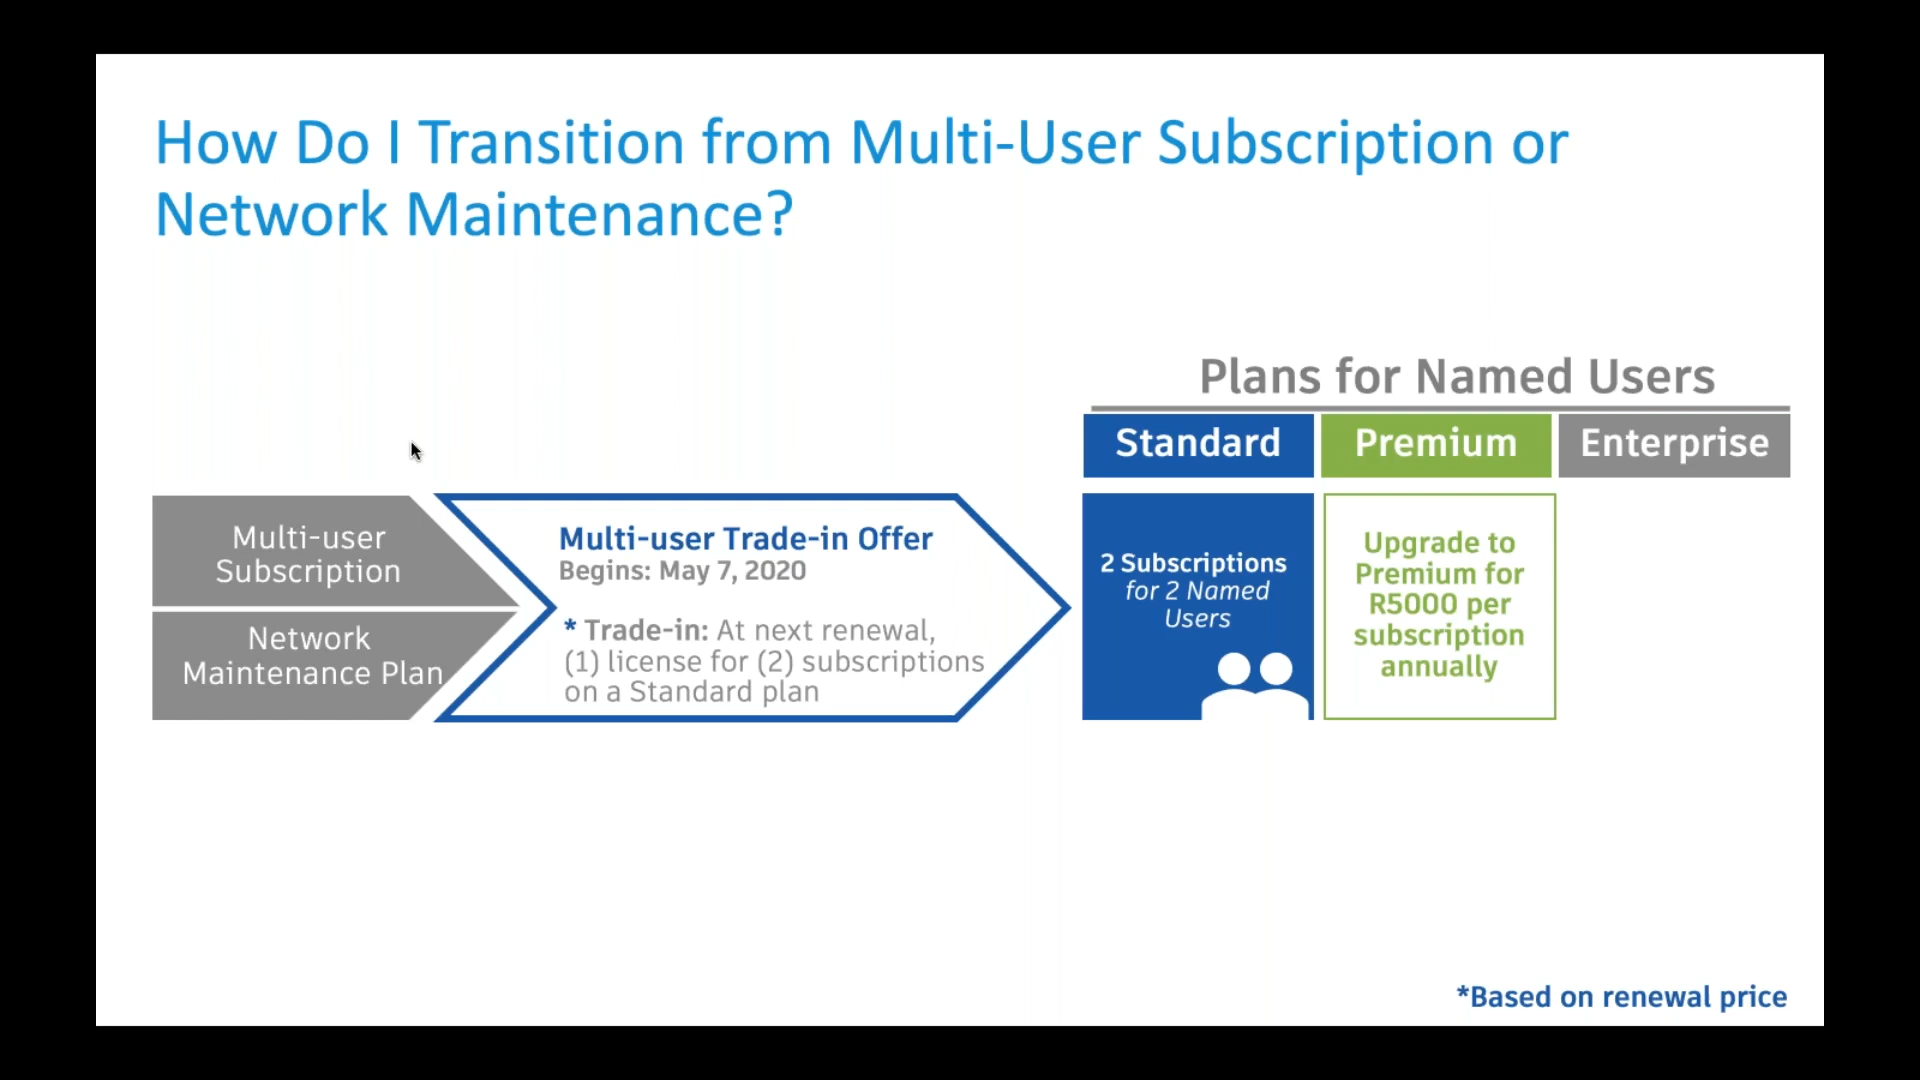 How Do I Transition from Multi-User Subscription or
Network Maintenance?
Plans for Named Users
Standard
Premium
Enterprise
Multi-user
Subscription
Network
Maintenance Plan
Multi-user Trade-in Offer
Begins: May 7, 2020
* Trade-in: At next renewal,
(1) license for (2) subscriptions
on a Standard plan
2 Subscriptions
for 2 Named
Users
Upgrade to
Premium for
R5000 per
subscription
annually
*Based on renewal price